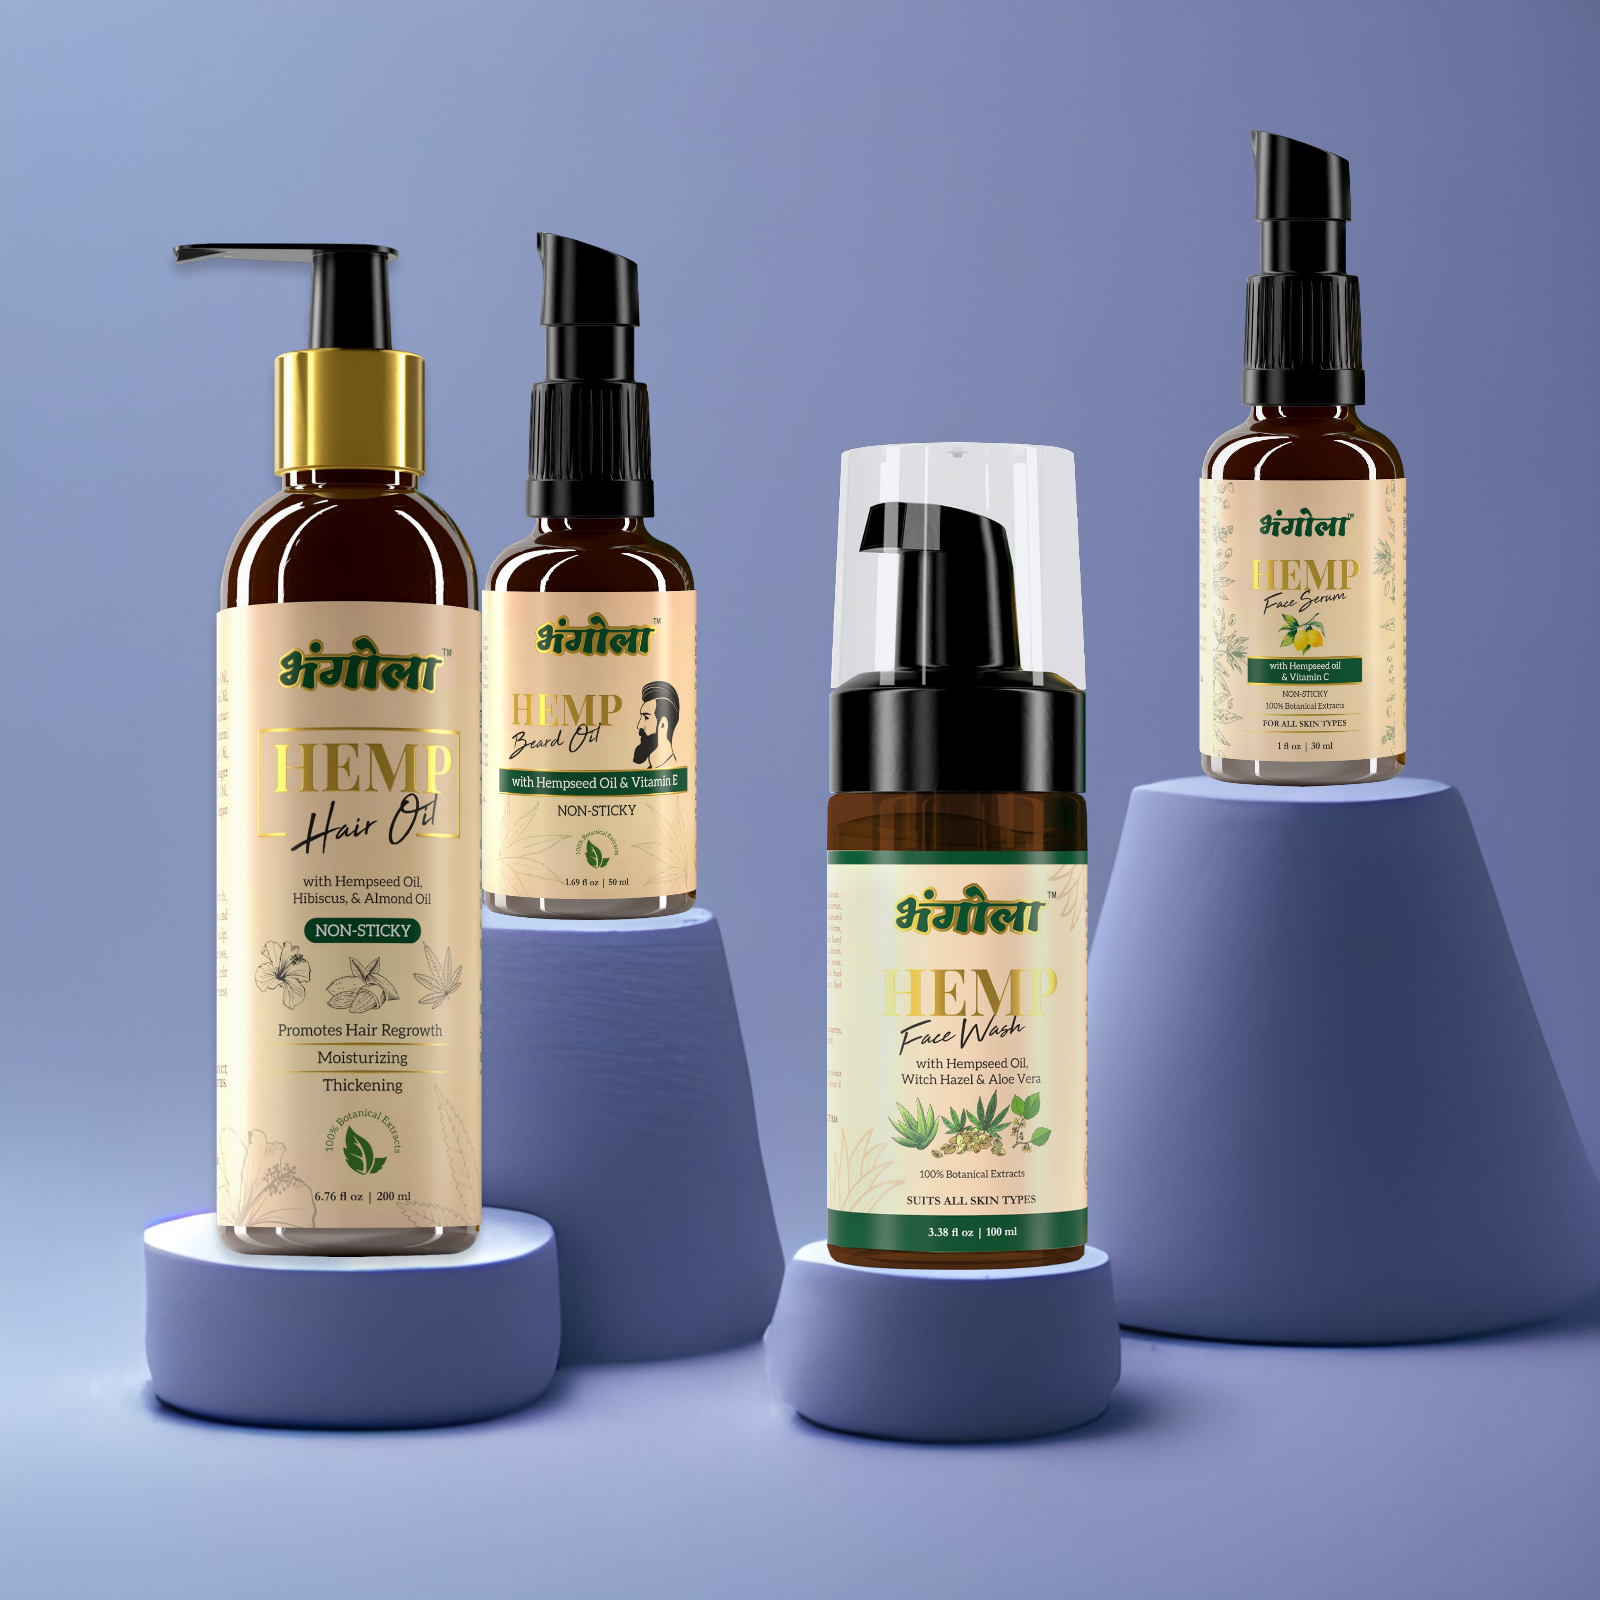 भंगोला™
HEMP
Hair Oil
with Hempseed Oil,
Hibiscus, & Almond Oil
NON-STICKY
Promotes Hair Regrowth
Moisturizing
Thickening
100% Botanical Extracts
6.76 fl oz | 200 ml
भंगोला™
HEMP
Beard Oil
with Hempseed Oil & Vitamin E
NON-STICKY
100% Botanical Extracts
1.69 fl oz | 50 ml
भंगोला™
HEMP
Face Wash
with Hempseed Oil,
Witch Hazel & Aloe Vera
100% Botanical Extracts
SUITS ALL SKIN TYPES
3.38 fl oz | 100 ml
भंगोला™
HEMP
Face Serum
with Hempseed oil
& Vitamin C
NON-STICKY
100% Botanical Extracts
FOR ALL SKIN TYPES
1 fl oz | 30 ml